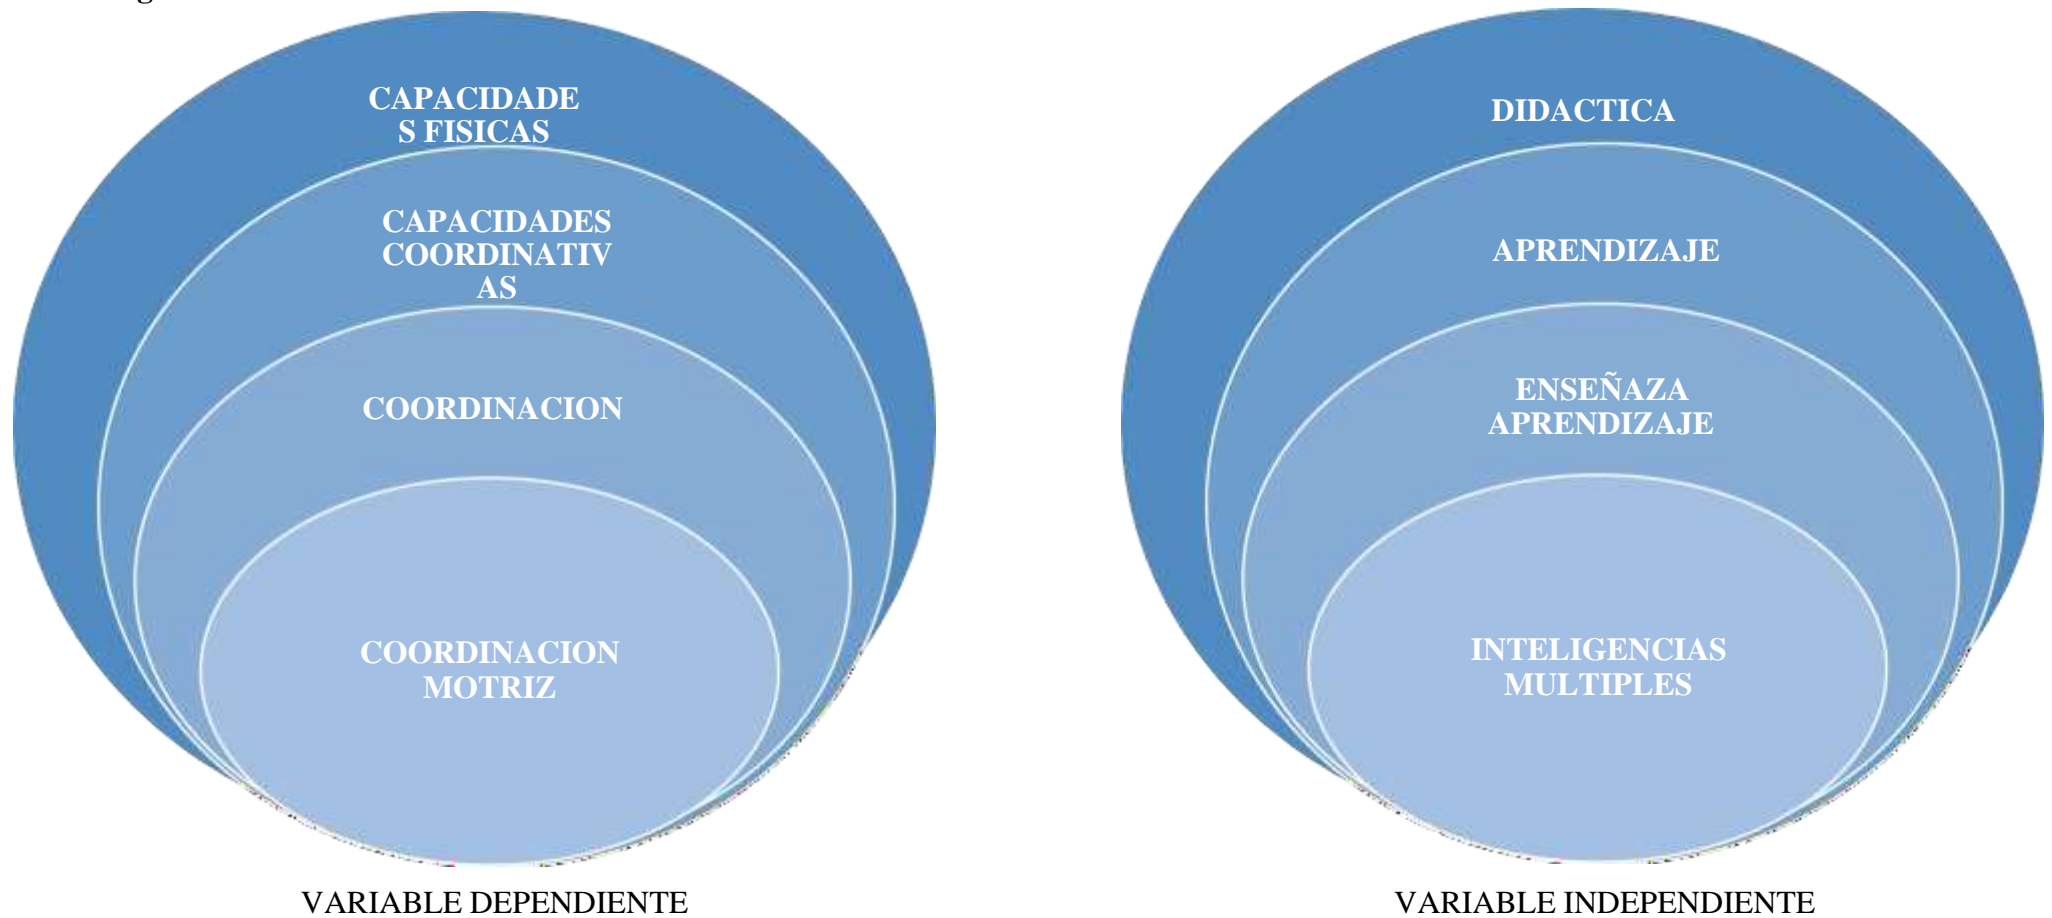 CAPACIDADE
S FISICAS
CAPACIDADES
COORDINATIV
AS
COORDINACION
COORDINACION
MOTRIZ
VARIABLE DEPENDIENTE
DIDACTICA
APRENDIZAJE
ENSEÑAZA
APRENDIZAJE
INTELIGENCIAS
MULTIPLES
VARIABLE INDEPENDIENTE